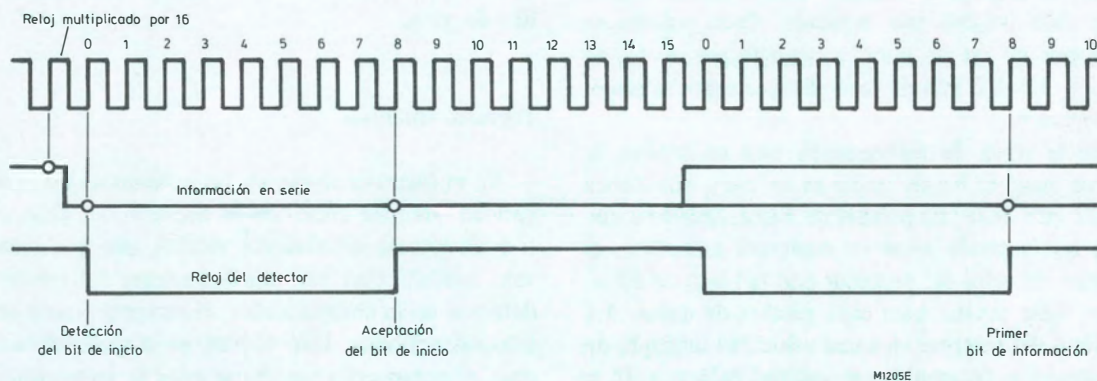 Reloj multiplicado por 16
0 1 2 3 4 5 6 7 8 9 10 11 12 13 14 15 0 1 2 3 4 5 6 7 8 9 10
Información en serie
Reloj del detector
Detección
del bit de inicio
Aceptación
del bit de inicio
Primer
bit de información
M1205E